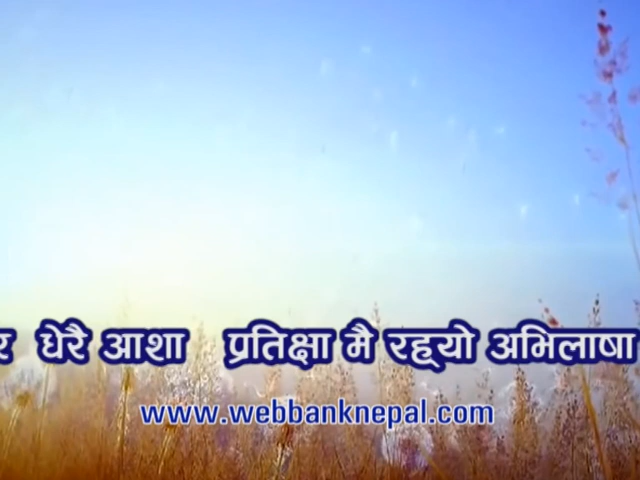 धेरै आशा प्रतिक्षा मै रह्यो अभिलाषा
www.webbanknepal.com